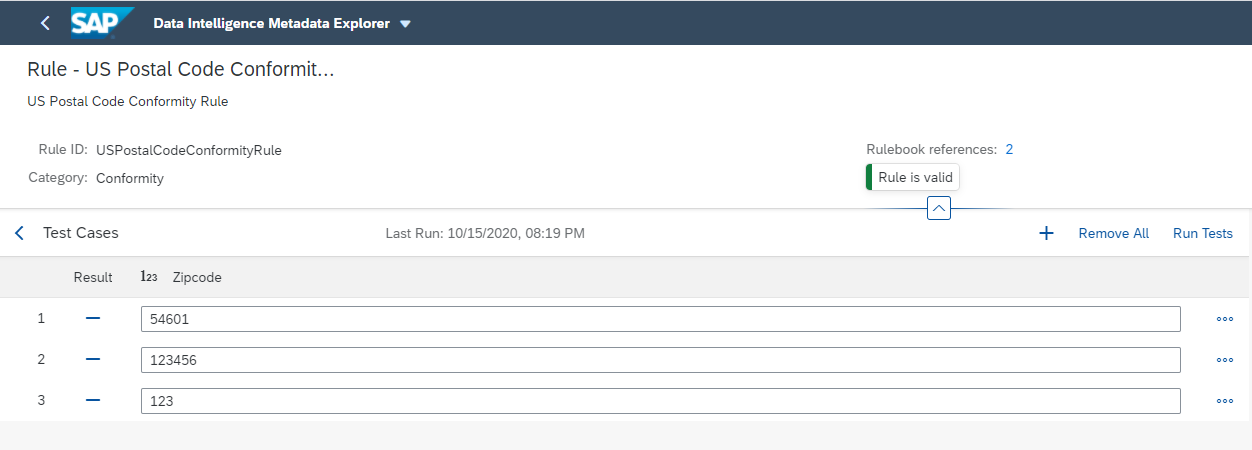 SAP Data Intelligence Metadata Explorer
Rule - US Postal Code Conformit...
US Postal Code Conformity Rule
Rule ID: USPostalCodeConformityRule
Rulebook references: 2
Category: Conformity
Rule is valid
Test Cases
Last Run: 10/15/2020, 08:19 PM
Remove All
Run Tests
Result
123 Zipcode
1
54601
2
123456
3
123